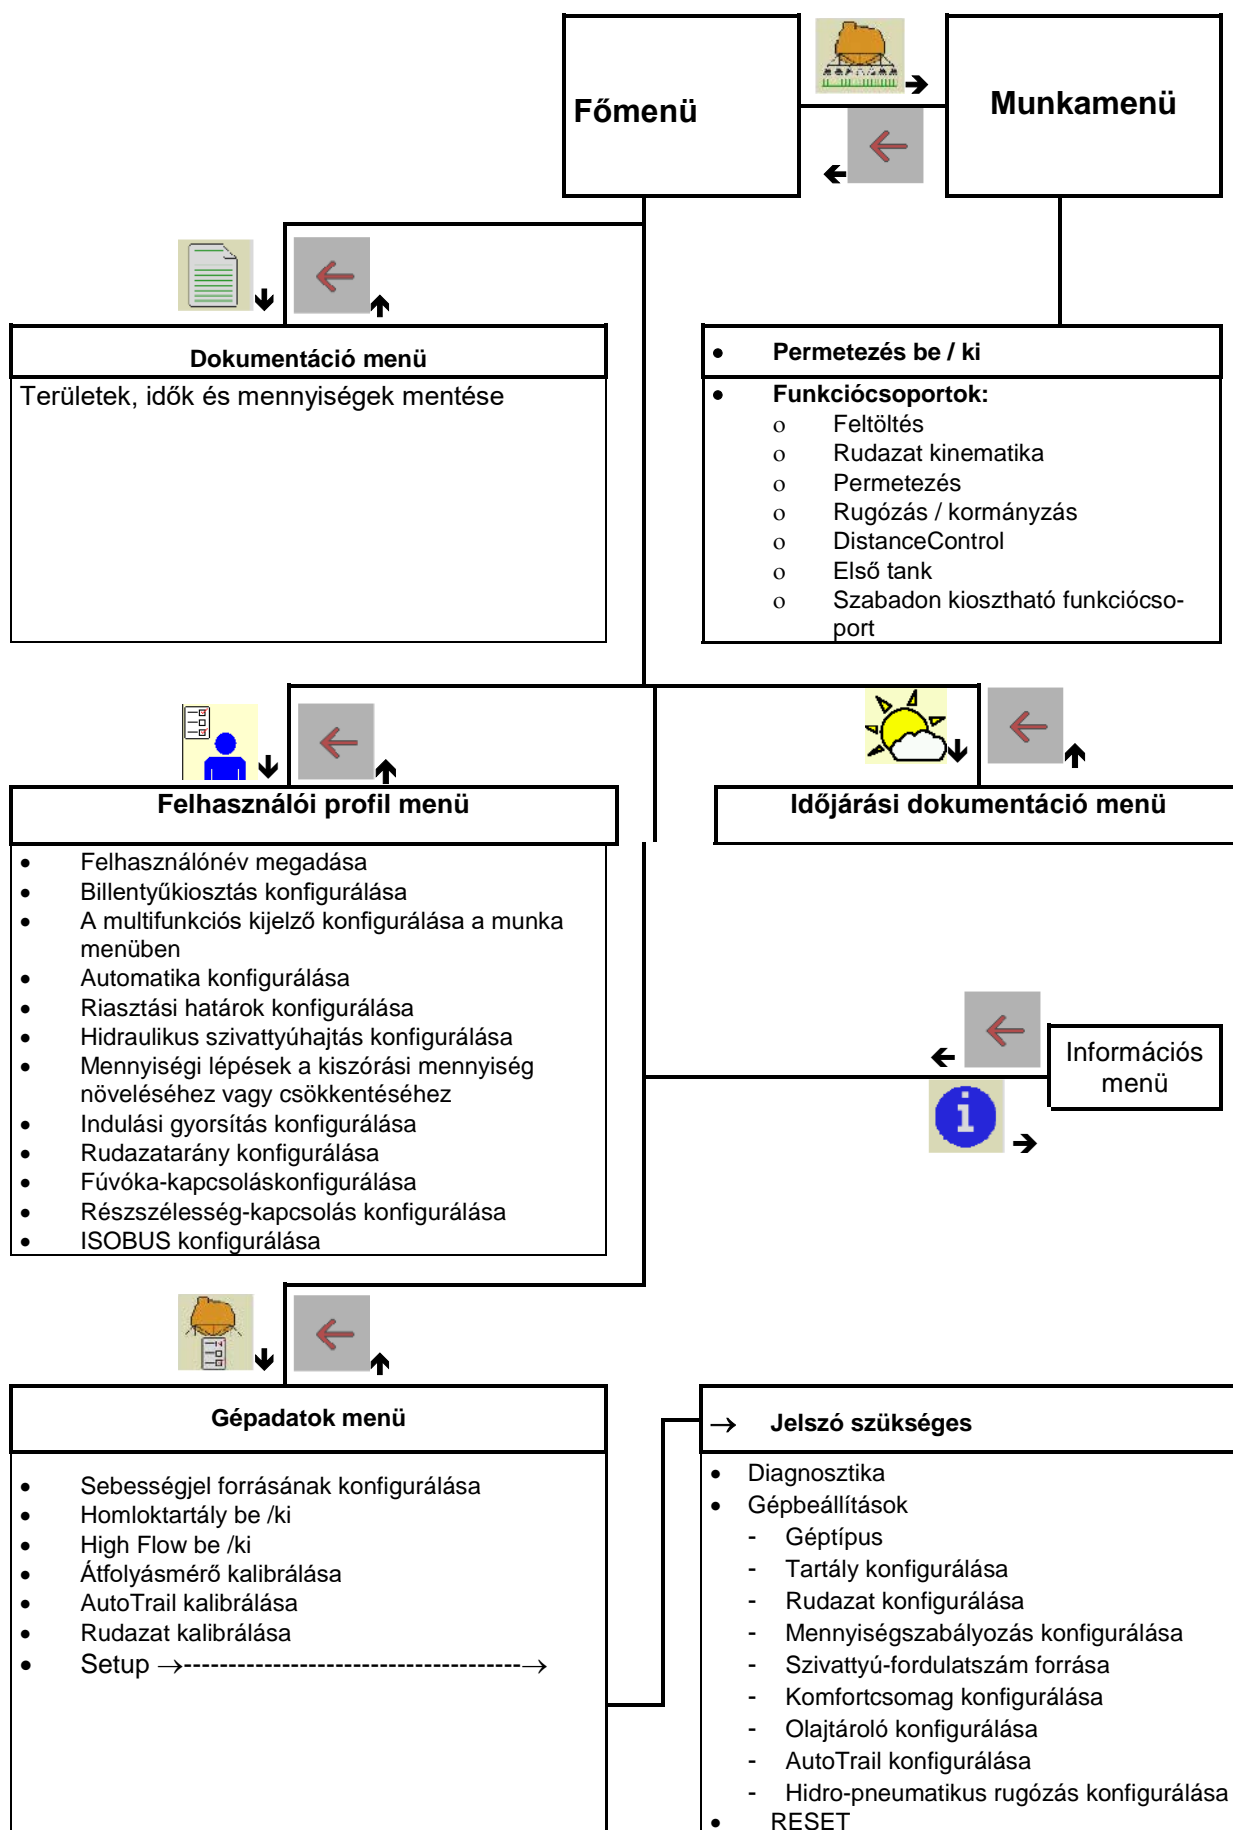 Főmenü
Munkamenü
Dokumentáció menü
Területek, idők és mennyiségek mentése
• Permetezés be / ki
• Funkciócsoportok:
o Feltöltés
o Rudazat kinematika
o Permetezés
o Rugózás / kormányzás
o DistanceControl
o Első tank
o Szabadon kiosztható funkciócso-
port
Felhasználói profil menü
• Felhasználónév megadása
• Billentyűkiosztás konfigurálása
• A multifunkciós kijelző konfigurálása a munka
menüben
• Automatika konfigurálása
• Riasztási határok konfigurálása
• Hidraulikus szivattyúhajtás konfigurálása
• Mennyiségi lépések a kiszórási mennyiség
növeléséhez vagy csökkentéséhez
• Indulási gyorsítás konfigurálása
• Rudazatarány konfigurálása
• Fúvóka-kapcsoláskonfigurálása
• Részszélesség-kapcsolás konfigurálása
• ISOBUS konfigurálása
Időjárási dokumentáció menü
Információs
menü
i
Gépadatok menü
• Sebességjel forrásának konfigurálása
• Homloktartály be /ki
• High Flow be /ki
• Átfolyásmérő kalibrálása
• AutoTrail kalibrálása
• Rudazat kalibrálása
• Setup →--------------------------------------→
→ Jelszó szükséges
• Diagnosztika
• Gépbeállítások
- Géptípus
- Tartály konfigurálása
- Rudazat konfigurálása
- Mennyiségszabályozás konfigurálása
- Szivattyú-fordulatszám forrása
- Komfortcsomag konfigurálása
- Olajtároló konfigurálása
- AutoTrail konfigurálása
- Hidro-pneumatikus rugózás konfigurálása
• RESET